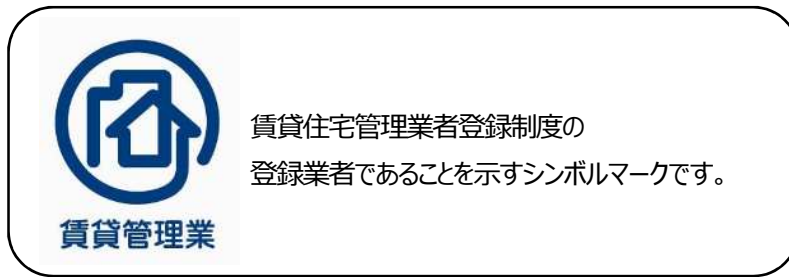 賃貸住宅管理業者登録制度の
登録業者であることを示すシンボルマークです。
賃貸管理業